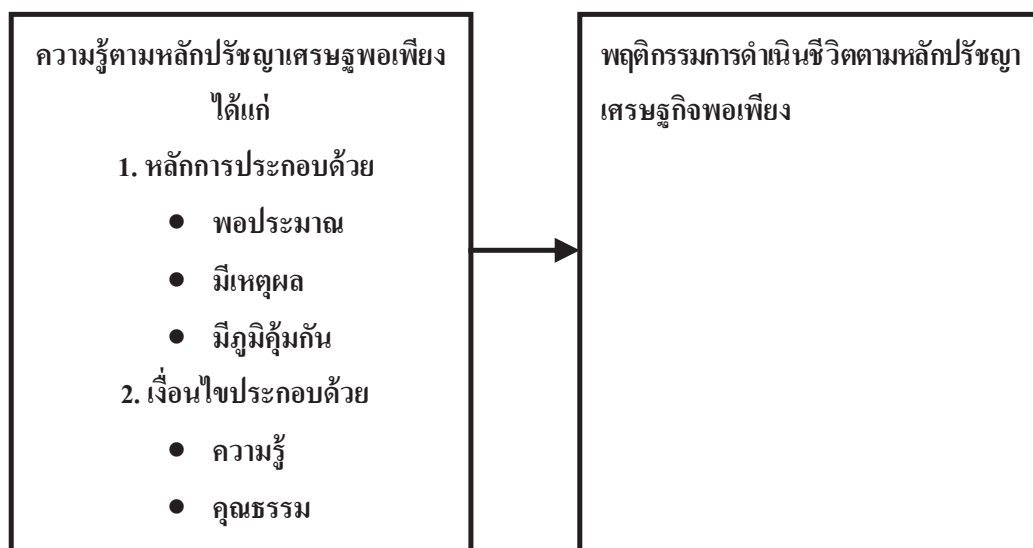 ความรู้ตามหลักปรัชญาเศรษฐพอเพียง
ได้แก่
1. หลักการประกอบด้วย
● พอประมาณ
● มีเหตุผล
● มีภูมิคุ้มกัน
2. เงื่อนไขประกอบด้วย
● ความรู้
● คุณธรรม
พฤติกรรมการดำเนินชีวิตตามหลักปรัชญา
เศรษฐกิจพอเพียง